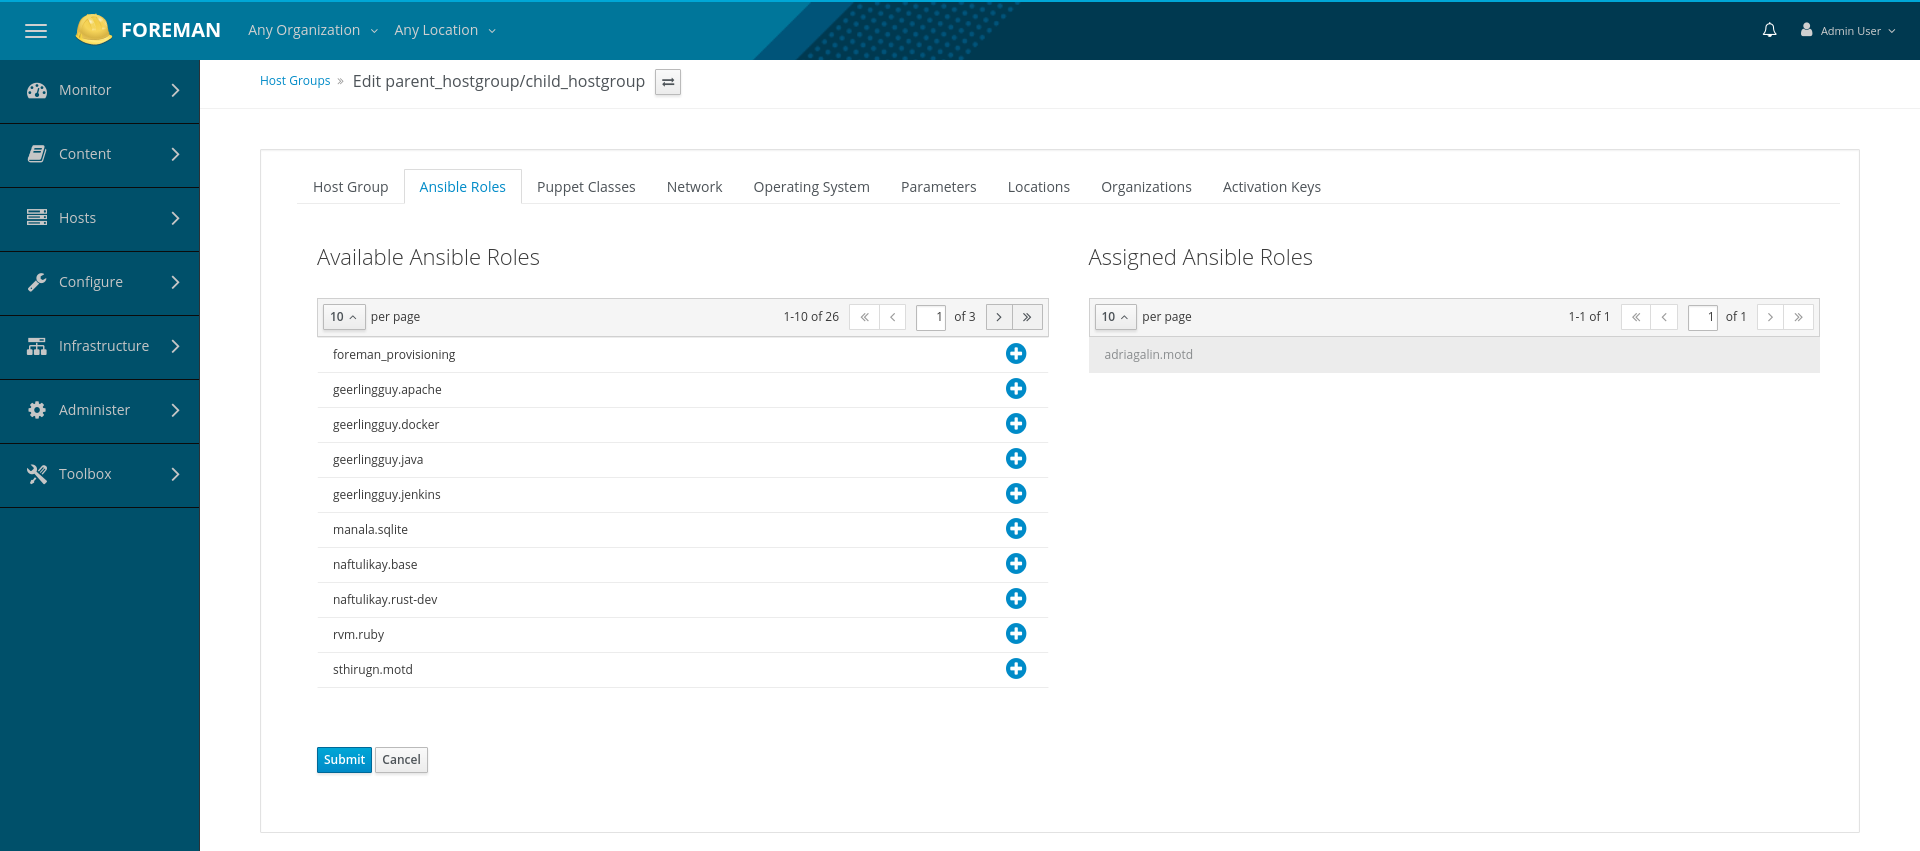 FOREMAN Any Organization Any Location Admin User
Monitor
Content
Hosts
Configure
Infrastructure
Administer
Toolbox
Host Groups » Edit parent_hostgroup/child_hostgroup
Host Group Ansible Roles Puppet Classes Network Operating System Parameters Locations Organizations Activation Keys
Available Ansible Roles
10 per page 1-10 of 26 « < 1 of 3 > »
foreman_provisioning
geerlingguy.apache
geerlingguy.docker
geerlingguy.java
geerlingguy.jenkins
manala.sqlite
naftulikay.base
naftulikay.rust-dev
rvm.ruby
sthirugn.motd
Assigned Ansible Roles
10 per page 1-1 of 1 « < 1 of 1 > »
adriagalin.motd
Submit Cancel